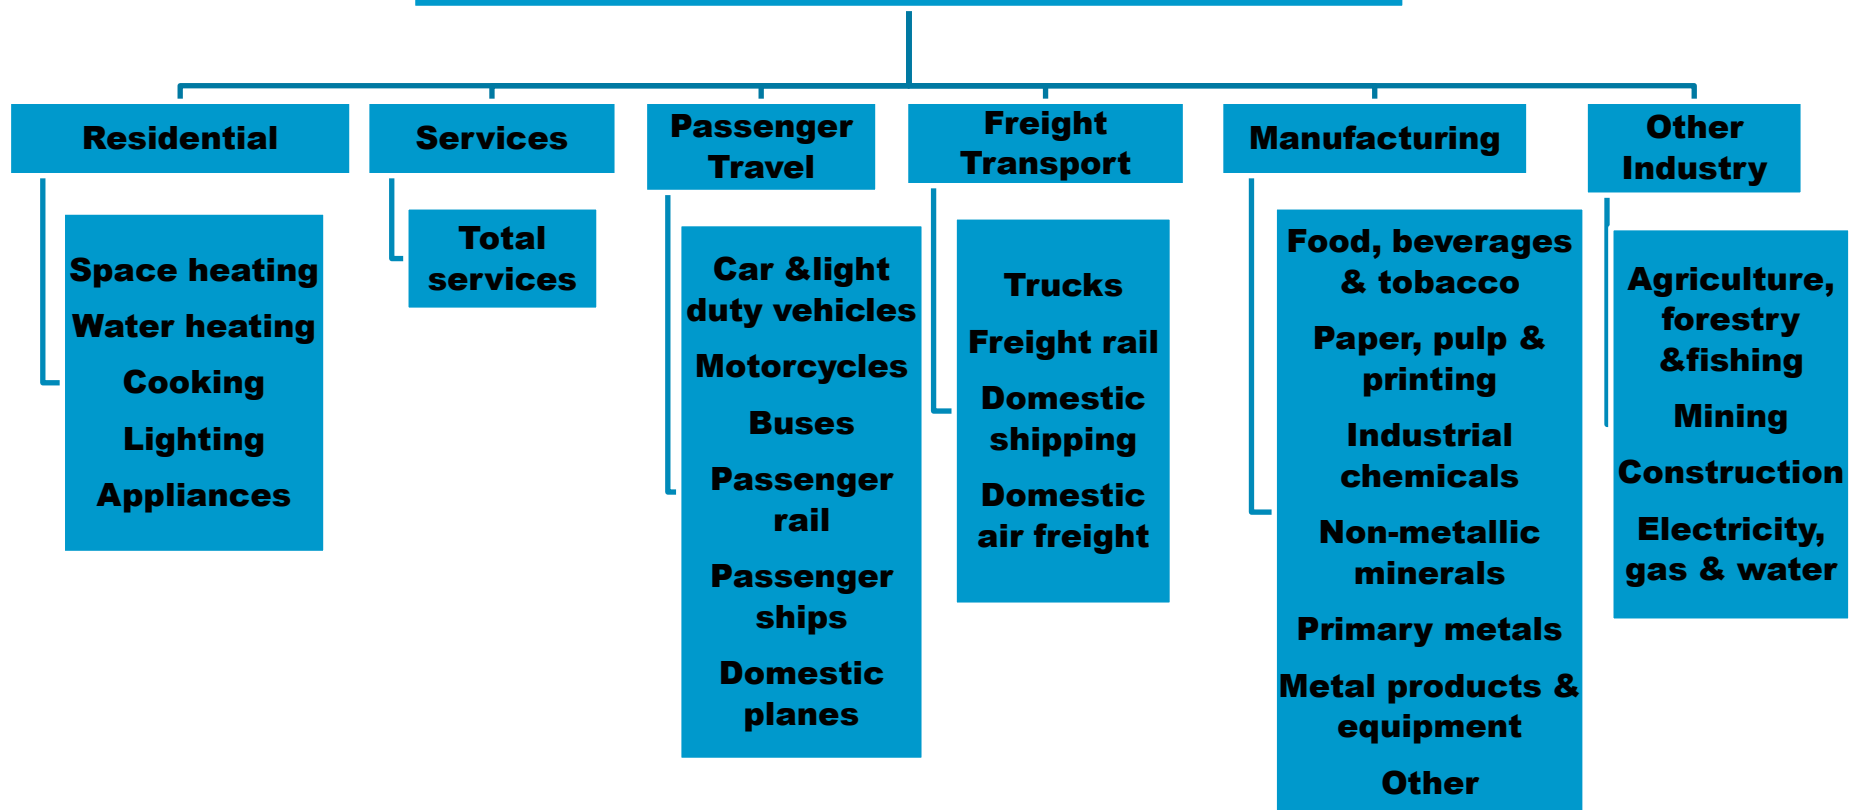 Residential
Services
Passenger
Travel
Freight
Transport
Manufacturing
Other
Industry
Space heating
Water heating
Cooking
Lighting
Appliances
Total
services
Car &light
duty vehicles
Motorcycles
Buses
Passenger
rail
Passenger
ships
Domestic
planes
Trucks
Freight rail
Domestic
shipping
Domestic
air freight
Food, beverages
& tobacco
Paper, pulp &
printing
Industrial
chemicals
Non-metallic
minerals
Primary metals
Metal products &
equipment
Other
Agriculture,
forestry
&fishing
Mining
Construction
Electricity,
gas & water